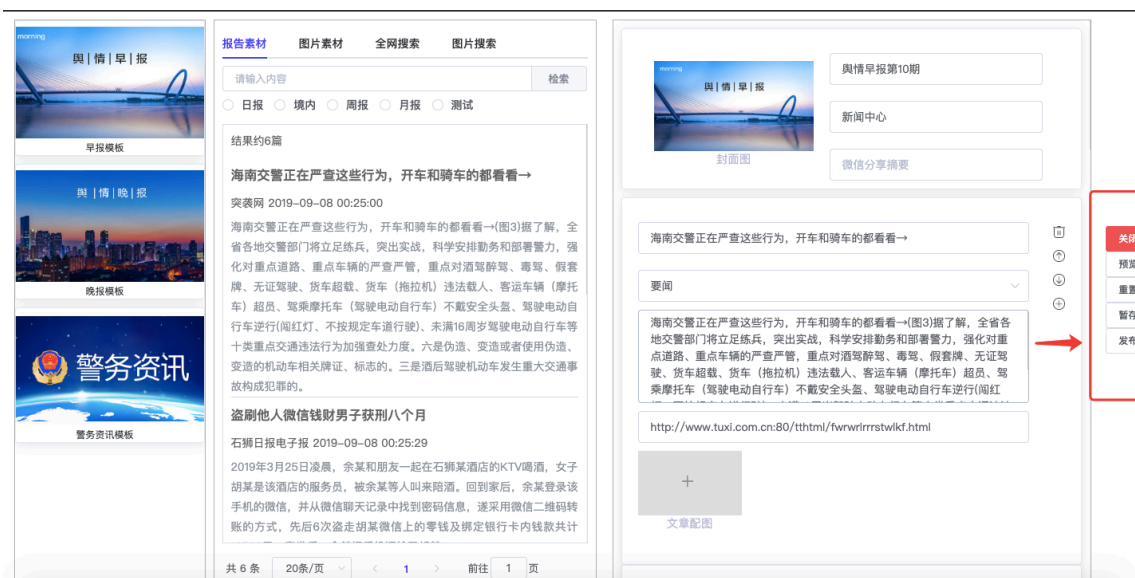 morning
舆|情|早|报
早报模板
舆|情|晚|报
晚报模板
警务资讯
警务资讯模板
报告素材 图片素材 全网搜索 图片搜索
请输入内容 检索
日报 境内 周报 月报 测试
结果约6篇
海南交警正在严查这些行为，开车和骑车的都看看→
突袭网 2019-09-08 00:25:00
海南交警正在严查这些行为，开车和骑车的都看看→(图3)据了解，全
省各地交警部门将立足练兵，突出实战，科学安排勤务和部署警力，强
化对重点道路、重点车辆的严查严管，重点对酒驾醉驾、毒驾、假套
牌、无证驾驶、货车超载、货车（拖拉机）违法载人、客运车辆（摩托
车）超员、驾乘摩托车（驾驶电动自行车）不戴安全头盔、驾驶电动自
行车逆行(闯红灯、不按规定车道行驶)、未满16周岁驾驶电动自行车等
十类重点交通违法行为加强查处力度。六是伪造、变造或者使用伪造、
变造的机动车相关牌证、标志的。三是酒后驾驶机动车发生重大交通事
故构成犯罪的。
盗刷他人微信钱财男子获刑八个月
石狮日报电子报 2019-09-08 00:25:29
2019年3月25日凌晨，余某和朋友一起在石狮某酒店的KTV喝酒，女子
胡某是该酒店的服务员，被余某等人叫来陪酒。回到家后，余某登录该
手机的微信，并从微信聊天记录中找到密码信息，遂采用微信二维码转
账的方式，先后6次盗走胡某微信上的零钱及绑定银行卡内钱款共计
共 6 条 20条/页 1 前往 1 页
morning
舆|情|早|报
封面图
舆情早报第10期
新闻中心
微信分享摘要
海南交警正在严查这些行为，开车和骑车的都看看→
要闻
海南交警正在严查这些行为，开车和骑车的都看看→(图3)据了解，全省各
地交警部门将立足练兵，突出实战，科学安排勤务和部署警力，强化对重
点道路、重点车辆的严查严管，重点对酒驾醉驾、毒驾、假套牌、无证驾
驶、货车超载、货车（拖拉机）违法载人、客运车辆（摩托车）超员、驾
乘摩托车（驾驶电动自行车）不戴安全头盔、驾驶电动自行车逆行(闯红
http://www.tuxi.com.cn:80/tthtml/fwrwrlrrrstwlkf.html
文章配图
关闭
预览
重置
暂存
发布